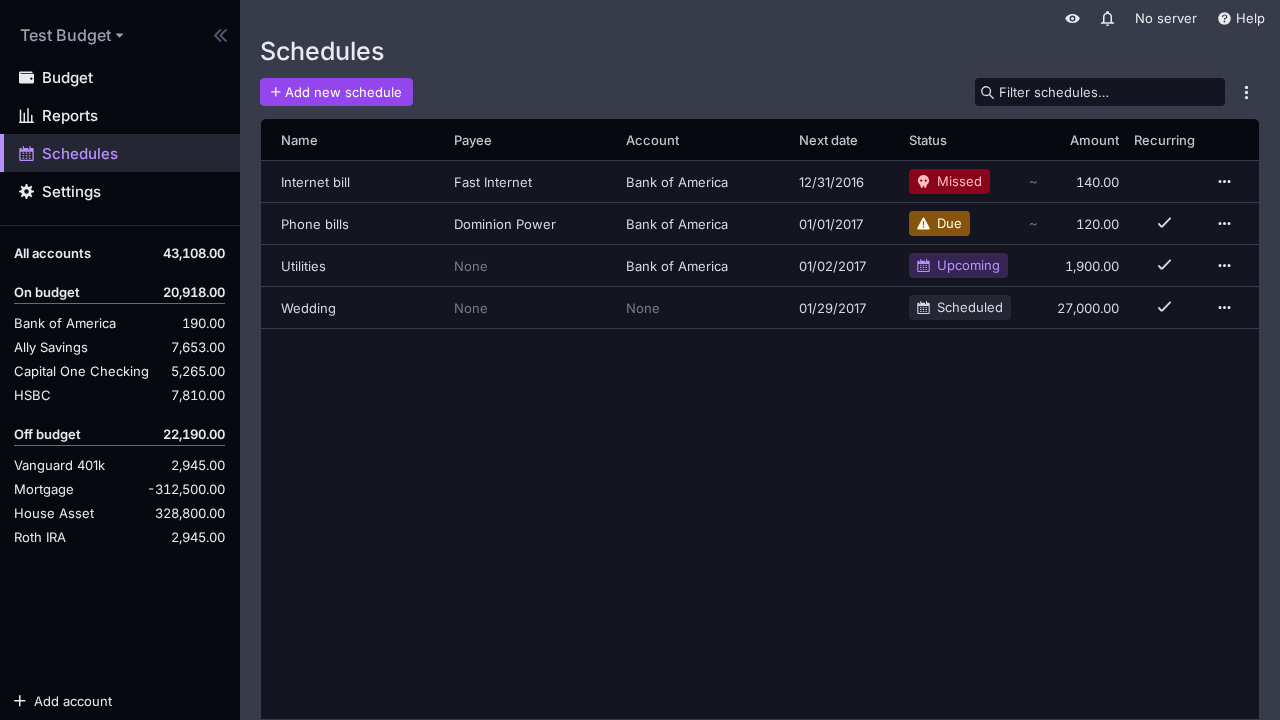 Test Budget
Budget
Reports
Schedules
Settings
All accounts 43,108.00
On budget 20,918.00
Bank of America 190.00
Ally Savings 7,653.00
Capital One Checking 5,265.00
HSBC 7,810.00
Off budget 22,190.00
Vanguard 401k 2,945.00
Mortgage -312,500.00
House Asset 328,800.00
Roth IRA 2,945.00
Add account
No server Help
Schedules
Add new schedule
Filter schedules…
Name Payee Account Next date Status Amount Recurring
Internet bill Fast Internet Bank of America 12/31/2016 Missed ~ 140.00
Phone bills Dominion Power Bank of America 01/01/2017 Due ~ 120.00
Utilities None Bank of America 01/02/2017 Upcoming 1,900.00
Wedding None None 01/29/2017 Scheduled 27,000.00